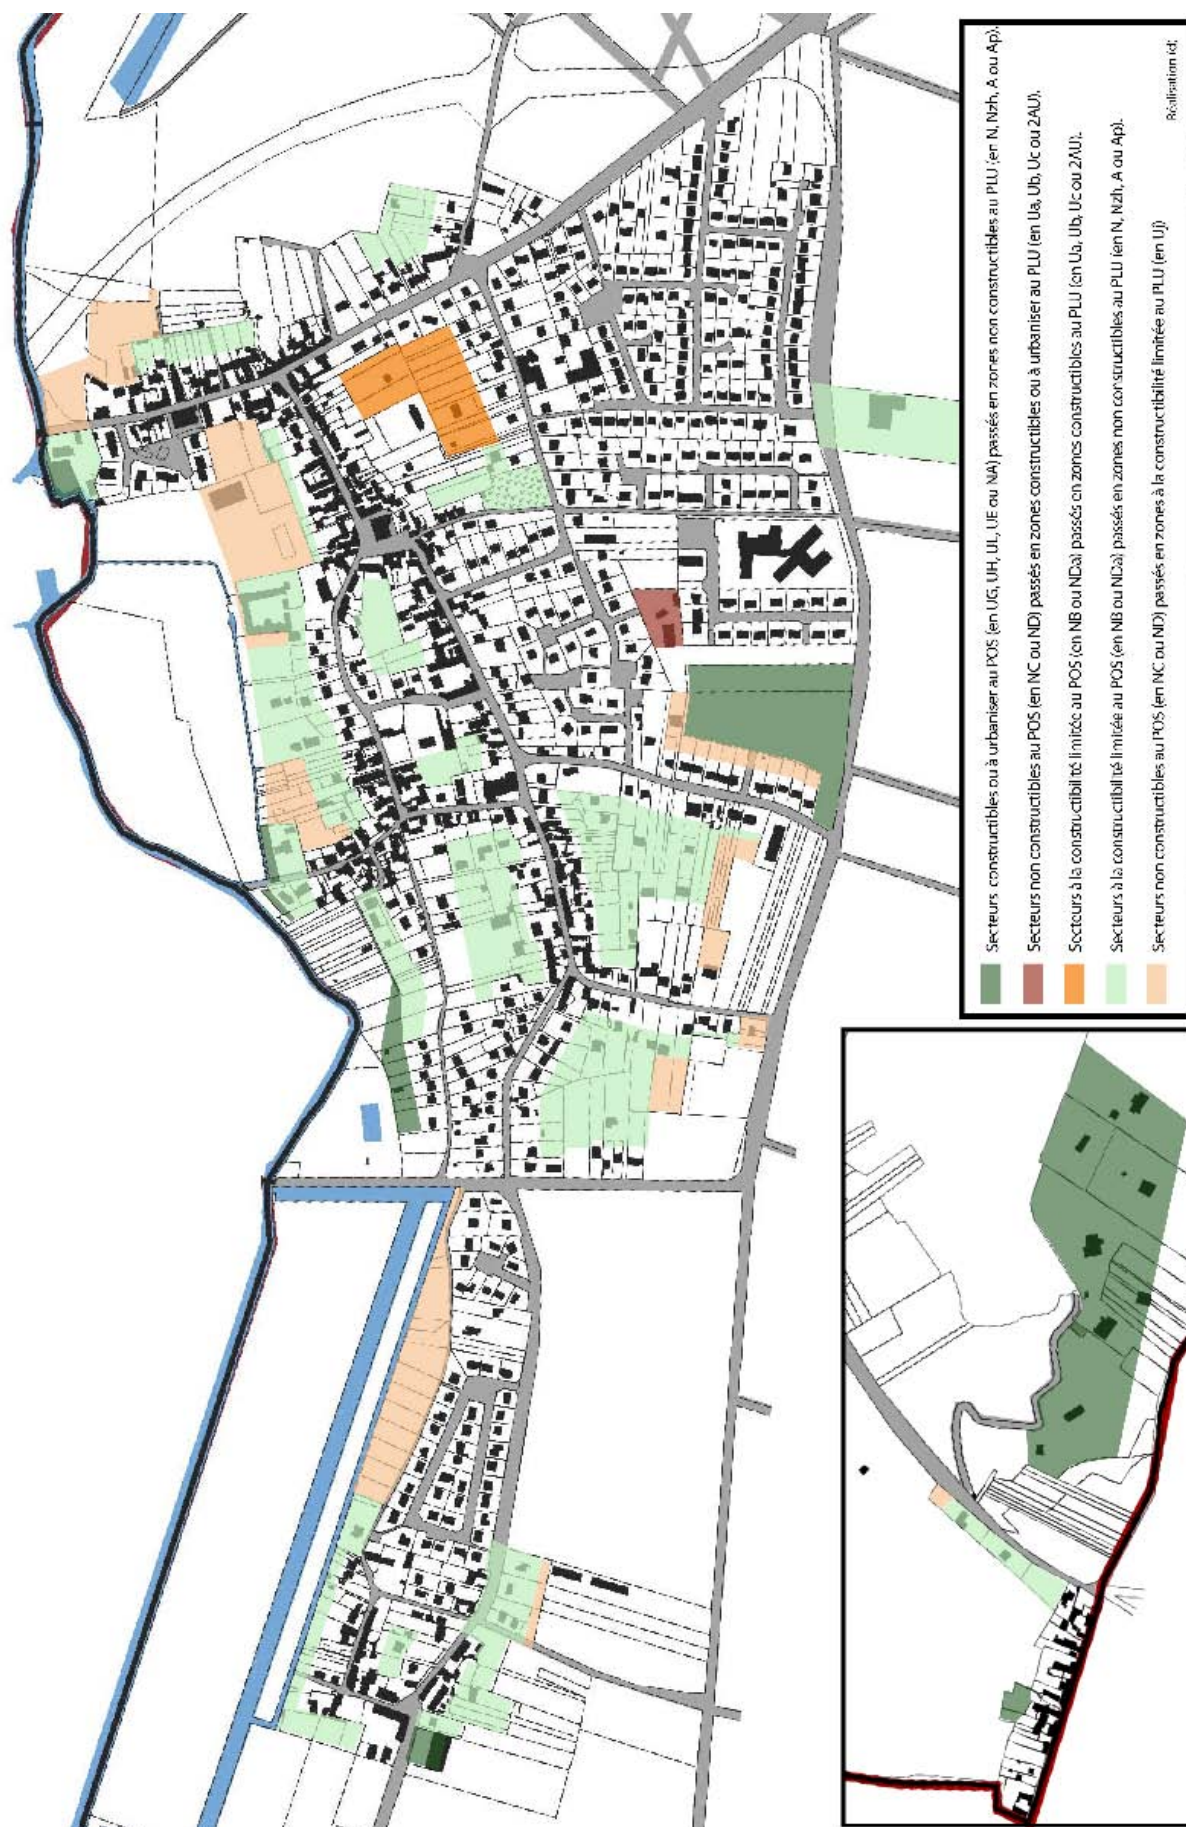 Secteurs constructibles ou à urbaniser au POS (en UG, UH, UL, UE ou NA) passés en zones non constructibles au PLU (en N, Nzh, A ou Ap).
Secteurs non constructibles au POS (en NC ou ND) passés en zones constructibles ou à urbaniser au PLU (en Ua, Ub, Uc ou 2AU).
Secteurs à la constructibilité limitée au POS (en NB ou NDa) passés en zones constructibles au PLU (en Ua, Ub, Uc ou 2AU).
Secteurs à la constructibilité limitée au POS (en NB ou NDa) passés en zones non constructibles au PLU (en N, Nzh, A ou Ap).
Secteurs non constructibles au POS (en NC ou ND) passés en zones à la constructibilité limitée au PLU (en Uj)
Réalisation id;